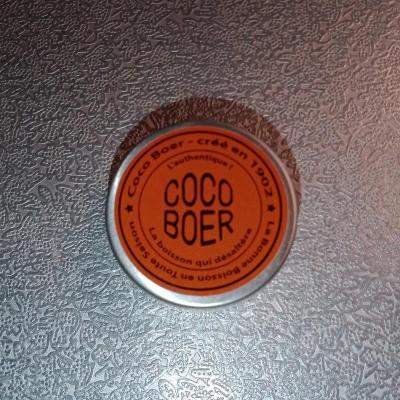 Coco Boer - créé en 1902
L'authentique !
COCO
BOER
La boisson qui désaltère
★ La Bonne Boisson en Toute Saison ★